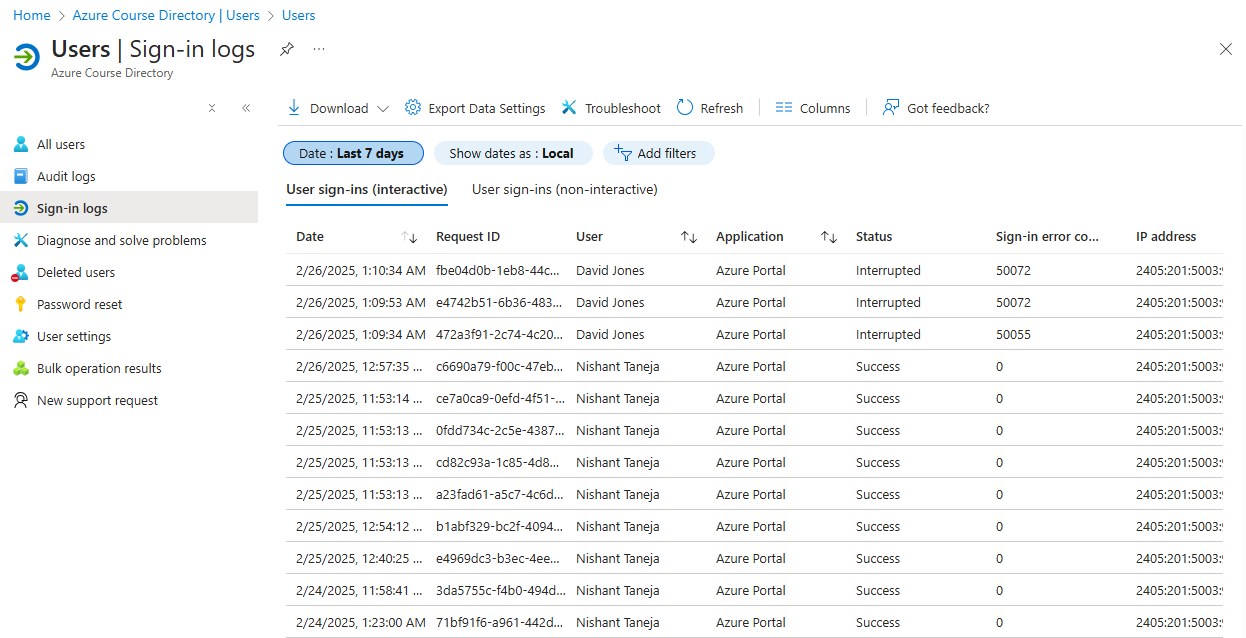 Home > Azure Course Directory | Users > Users
Users | Sign-in logs
Azure Course Directory
Download
Export Data Settings
Troubleshoot
Refresh
Columns
Got feedback?
All users
Audit logs
Sign-in logs
Diagnose and solve problems
Deleted users
Password reset
User settings
Bulk operation results
New support request
Date : Last 7 days
Show dates as : Local
Add filters
User sign-ins (interactive)
User sign-ins (non-interactive)
Date Request ID User Application Status Sign-in error co... IP address
2/26/2025, 1:10:34 AM fbe04d0b-1eb8-44c... David Jones Azure Portal Interrupted 50072 2405:201:5003:
2/26/2025, 1:09:53 AM e4742b51-6b36-483... David Jones Azure Portal Interrupted 50072 2405:201:5003:
2/26/2025, 1:09:34 AM 472a3f91-2c74-4c20... David Jones Azure Portal Interrupted 50055 2405:201:5003:
2/26/2025, 12:57:35 ... c6690a79-f00c-47eb... Nishant Taneja Azure Portal Success 0 2405:201:5003:
2/25/2025, 11:53:14 ... ce7a0ca9-0efd-4f51-... Nishant Taneja Azure Portal Success 0 2405:201:5003:
2/25/2025, 11:53:13 ... 0fdd734c-2c5e-4387... Nishant Taneja Azure Portal Success 0 2405:201:5003:
2/25/2025, 11:53:13 ... cd82c93a-1c85-4d8... Nishant Taneja Azure Portal Success 0 2405:201:5003:
2/25/2025, 11:53:13 ... a23fad61-a5c7-4c6d... Nishant Taneja Azure Portal Success 0 2405:201:5003:
2/25/2025, 12:54:12 ... b1abf329-bc2f-4094... Nishant Taneja Azure Portal Success 0 2405:201:5003:
2/25/2025, 12:40:25 ... e4969dc3-b3ec-4ee... Nishant Taneja Azure Portal Success 0 2405:201:5003:
2/24/2025, 11:58:41 ... 3da5755c-f4b0-494d... Nishant Taneja Azure Portal Success 0 2405:201:5003:
2/24/2025, 1:23:00 AM 71bf91f6-a961-442d... Nishant Taneja Azure Portal Success 0 2405:201:5003: